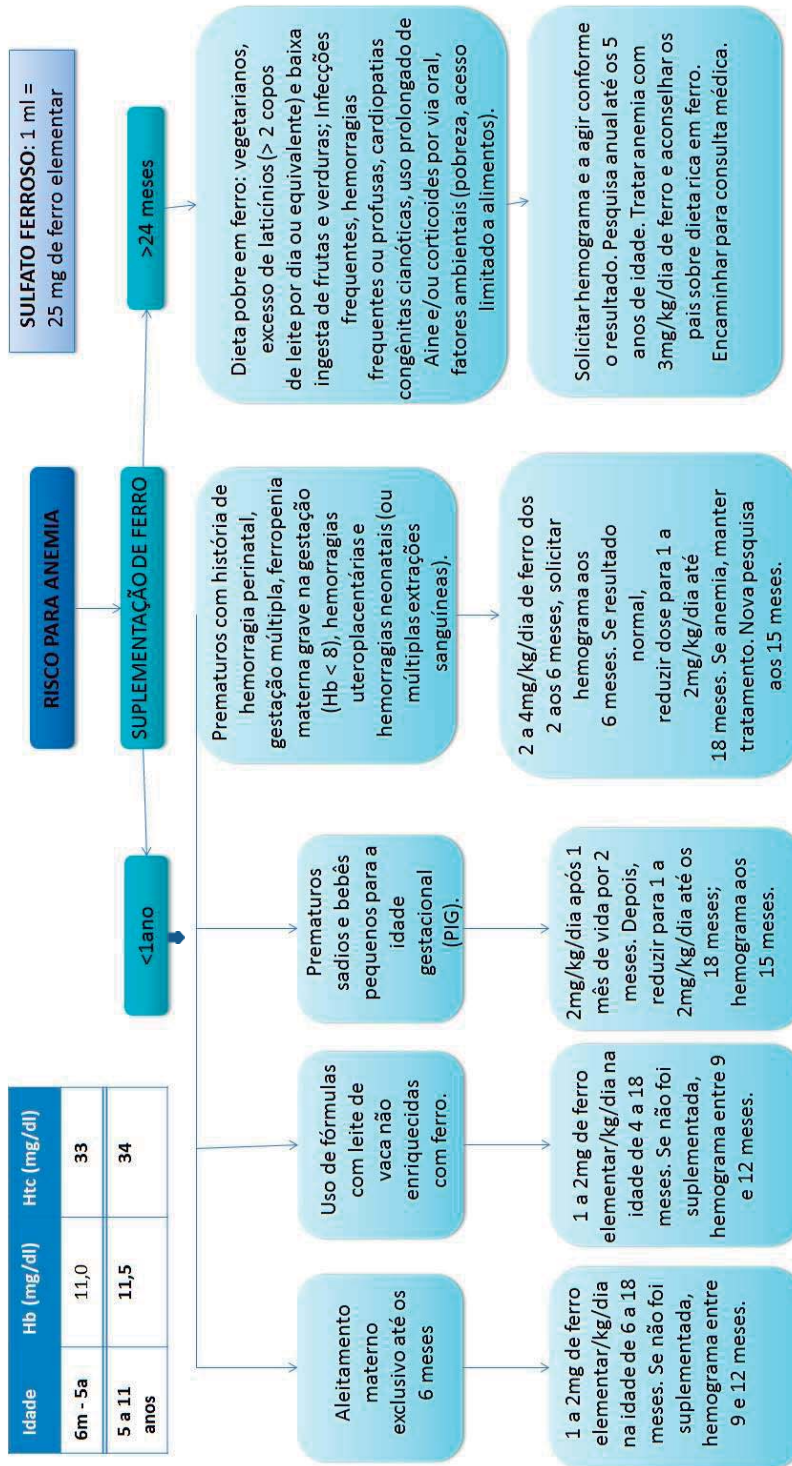 Idade Hb (mg/dl) Htc (mg/dl)
6m - 5a 11,0 33
5 a 11 anos 11,5 34
RISCO PARA ANEMIA
SULFATO FERROSO: 1 ml =
25 mg de ferro elementar
SUPLEMENTAÇÃO DE FERRO
<1ano
>24 meses
Aleitamento
materno
exclusivo até os
6 meses
1 a 2mg de ferro
elementar/kg/dia
na idade de 6 a 18
meses. Se não foi
suplementada,
hemograma entre
9 e 12 meses.
Uso de fórmulas
com leite de
vaca não
enriquecidas
com ferro.
1 a 2mg de ferro
elementar/kg/dia na
idade de 4 a 18
meses. Se não foi
suplementada,
hemograma entre 9
e 12 meses.
Prematuros
sadios e bebês
pequenos para a
idade
gestacional
(PIG).
2mg/kg/dia após 1
mês de vida por 2
meses. Depois,
reduzir para 1 a
2mg/kg/dia até os
18 meses;
hemograma aos
15 meses.
Prematuros com história de
hemorragia perinatal,
gestação múltipla, ferropenia
materna grave na gestação
(Hb < 8), hemorragias
uteroplacentárias e
hemorragias neonatais (ou
múltiplas extrações
sanguíneas).
2 a 4mg/kg/dia de ferro dos
2 aos 6 meses, solicitar
hemograma aos
6 meses. Se resultado
normal,
reduzir dose para 1 a
2mg/kg/dia até
18 meses. Se anemia, manter
tratamento. Nova pesquisa
aos 15 meses.
Dieta pobre em ferro: vegetarianos,
excesso de laticínios (> 2 copos
de leite por dia ou equivalente) e baixa
ingesta de frutas e verduras; Infecções
frequentes, hemorragias
frequentes ou profusas, cardiopatias
congênitas cianóticas, uso prolongado de
Aine e/ou corticoides por via oral,
fatores ambientais (pobreza, acesso
limitado a alimentos).
Solicitar hemograma e a agir conforme
o resultado. Pesquisa anual até os 5
anos de idade. Tratar anemia com
3mg/kg/dia de ferro e aconselhar os
pais sobre dieta rica em ferro.
Encaminhar para consulta médica.